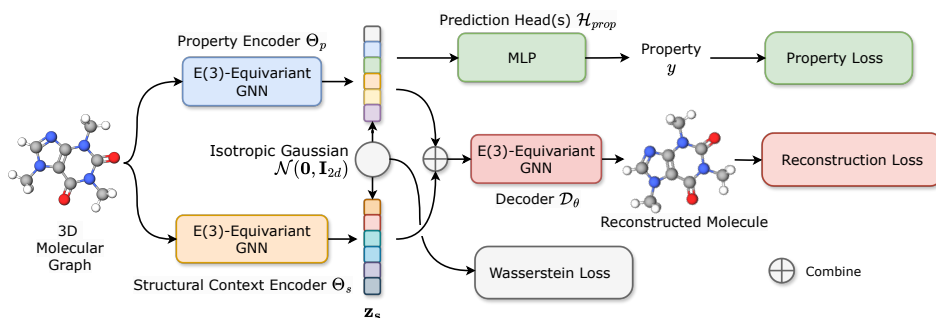 Prediction Head(s) $\mathcal{H}_{prop}$
Property Encoder $\Theta_p$
E(3)-Equivariant
GNN
MLP
Property
$y$
Property Loss
Isotropic Gaussian
$\mathcal{N}(\mathbf{0}, \mathbf{I}_{2d})$
E(3)-Equivariant
GNN
Decoder $\mathcal{D}_\theta$
Reconstructed Molecule
Reconstruction Loss
3D
Molecular
Graph
E(3)-Equivariant
GNN
Structural Context Encoder $\Theta_s$
$\mathbf{z_s}$
Wasserstein Loss
Combine